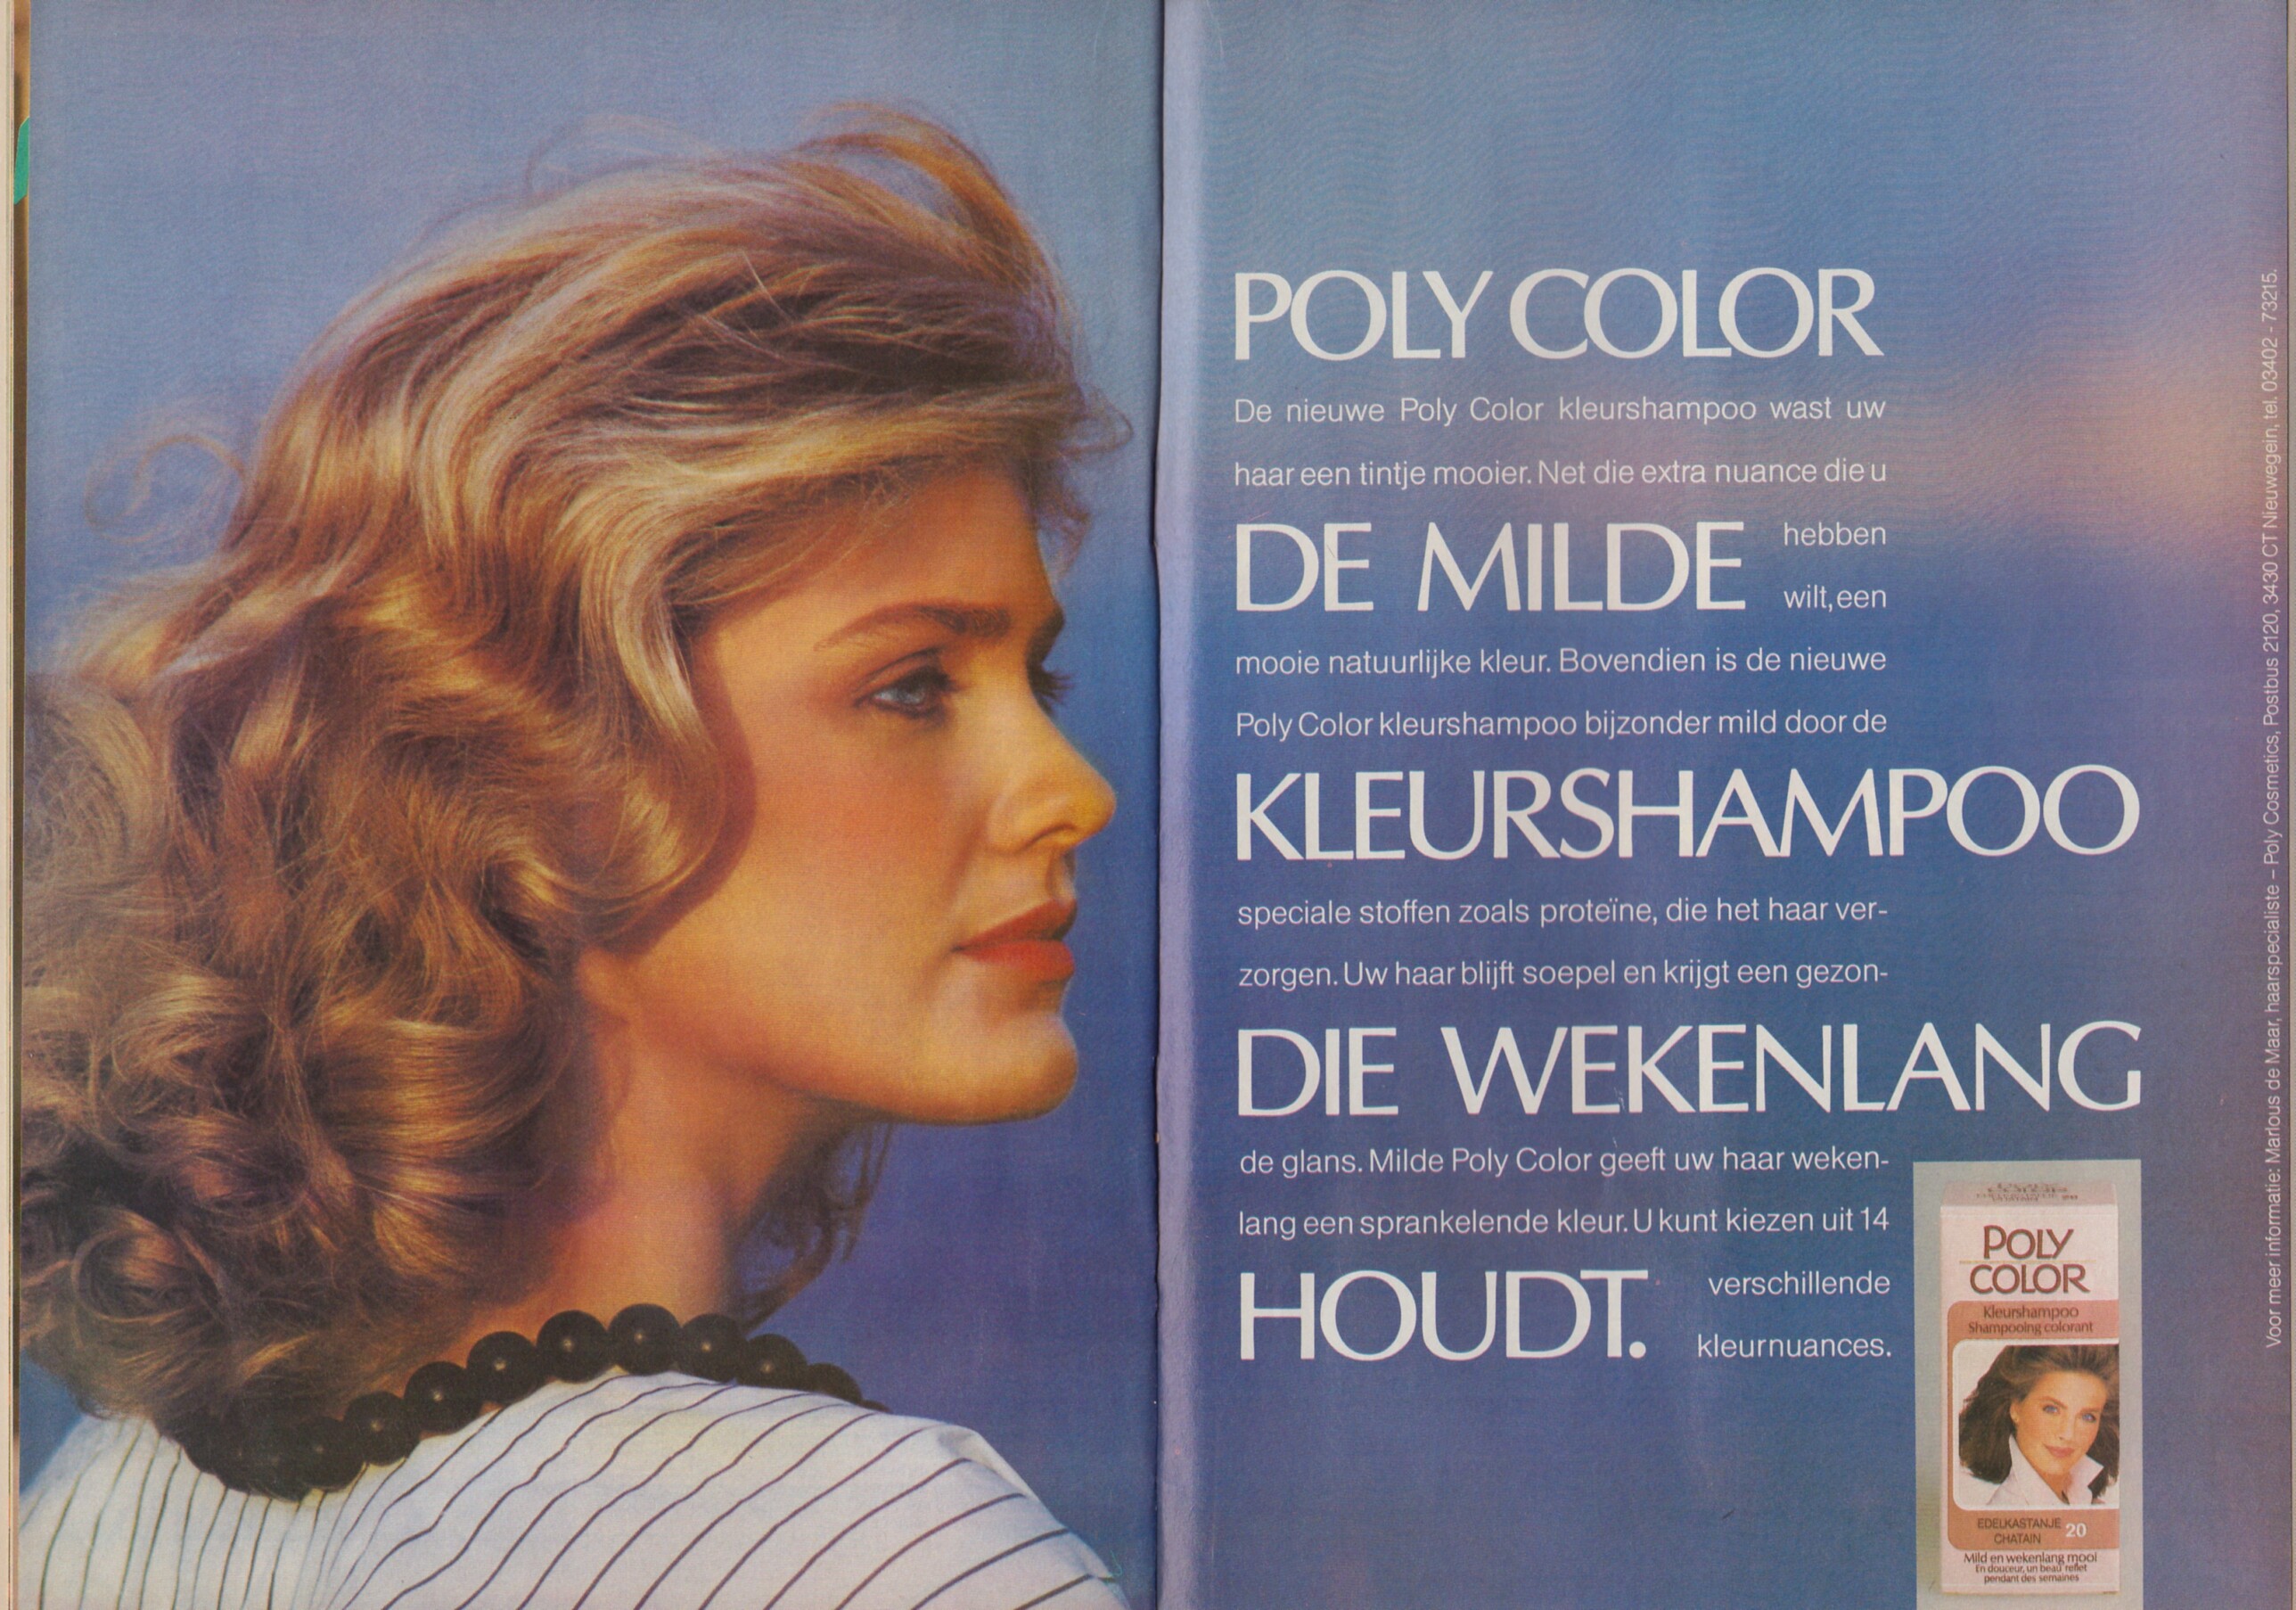 POLY COLOR
De nieuwe Poly Color kleurshampoo wast uw
haar een tintje mooier. Net die extra nuance die u
DE MILDE
hebben
wilt, een
mooie natuurlijke kleur. Bovendien is de nieuwe
Poly Color kleurshampoo bijzonder mild door de
KLEURSHAMPOO
speciale stoffen zoals proteïne, die het haar ver-
zorgen. Uw haar blijft soepel en krijgt een gezon-
DIE WEKENLANG
de glans. Milde Poly Color geeft uw haar weken-
lang een sprankelende kleur. U kunt kiezen uit 14
HOUDT.
verschillende
kleurnuances.
POLY
COLOR
Kleurshampoo
Shampooing colorant
EDELKASTANJE
CHATAIN
20
Mild en wekenlang mooi
En douceur, un beau reflet
pendant des semaines
Voor meer informatie: Marlous de Maar, haarspecialiste – Poly Cosmetics, Postbus 2120, 3430 CT Nieuwegein, tel. 03402 - 73215.